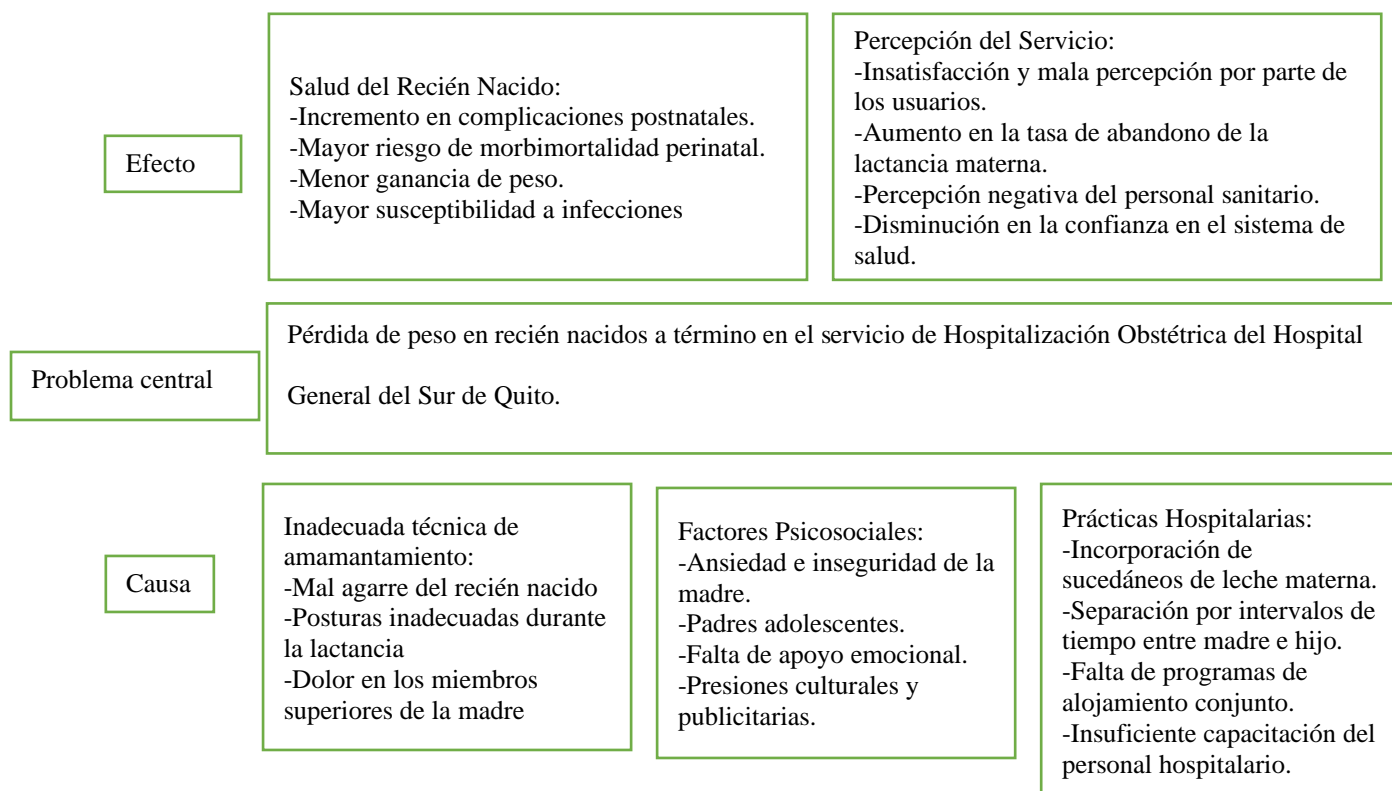 Efecto
Salud del Recién Nacido:
-Incremento en complicaciones postnatales.
-Mayor riesgo de morbimortalidad perinatal.
-Menor ganancia de peso.
-Mayor susceptibilidad a infecciones
Percepción del Servicio:
-Insatisfacción y mala percepción por parte de
los usuarios.
-Aumento en la tasa de abandono de la
lactancia materna.
-Percepción negativa del personal sanitario.
-Disminución en la confianza en el sistema de
salud.
Problema central
Pérdida de peso en recién nacidos a término en el servicio de Hospitalización Obstétrica del Hospital
General del Sur de Quito.
Causa
Inadecuada técnica de
amamantamiento:
-Mal agarre del recién nacido
-Posturas inadecuadas durante
la lactancia
-Dolor en los miembros
superiores de la madre
Factores Psicosociales:
-Ansiedad e inseguridad de la
madre.
-Padres adolescentes.
-Falta de apoyo emocional.
-Presiones culturales y
publicitarias.
Prácticas Hospitalarias:
-Incorporación de
sucedáneos de leche materna.
-Separación por intervalos de
tiempo entre madre e hijo.
-Falta de programas de
alojamiento conjunto.
-Insuficiente capacitación del
personal hospitalario.